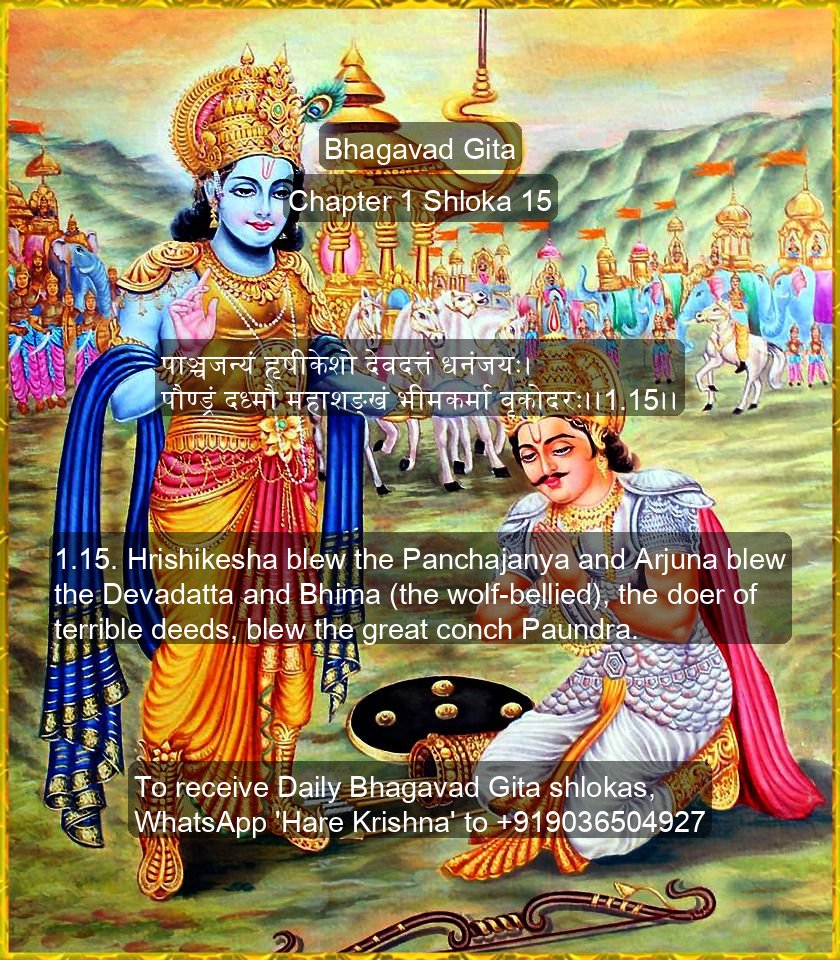 Bhagavad Gita
Chapter 1 Shloka 15
पाञ्चजन्यं हृषीकेशो देवदत्तं धनंजयः।
पौण्ड्रं दध्मौ महाशङ्खं भीमकर्मा वृकोदरः।।1.15।।
1.15. Hrishikesha blew the Panchajanya and Arjuna blew
the Devadatta and Bhima (the wolf-bellied), the doer of
terrible deeds, blew the great conch Paundra.
To receive Daily Bhagavad Gita shlokas,
WhatsApp 'Hare Krishna' to +919036504927